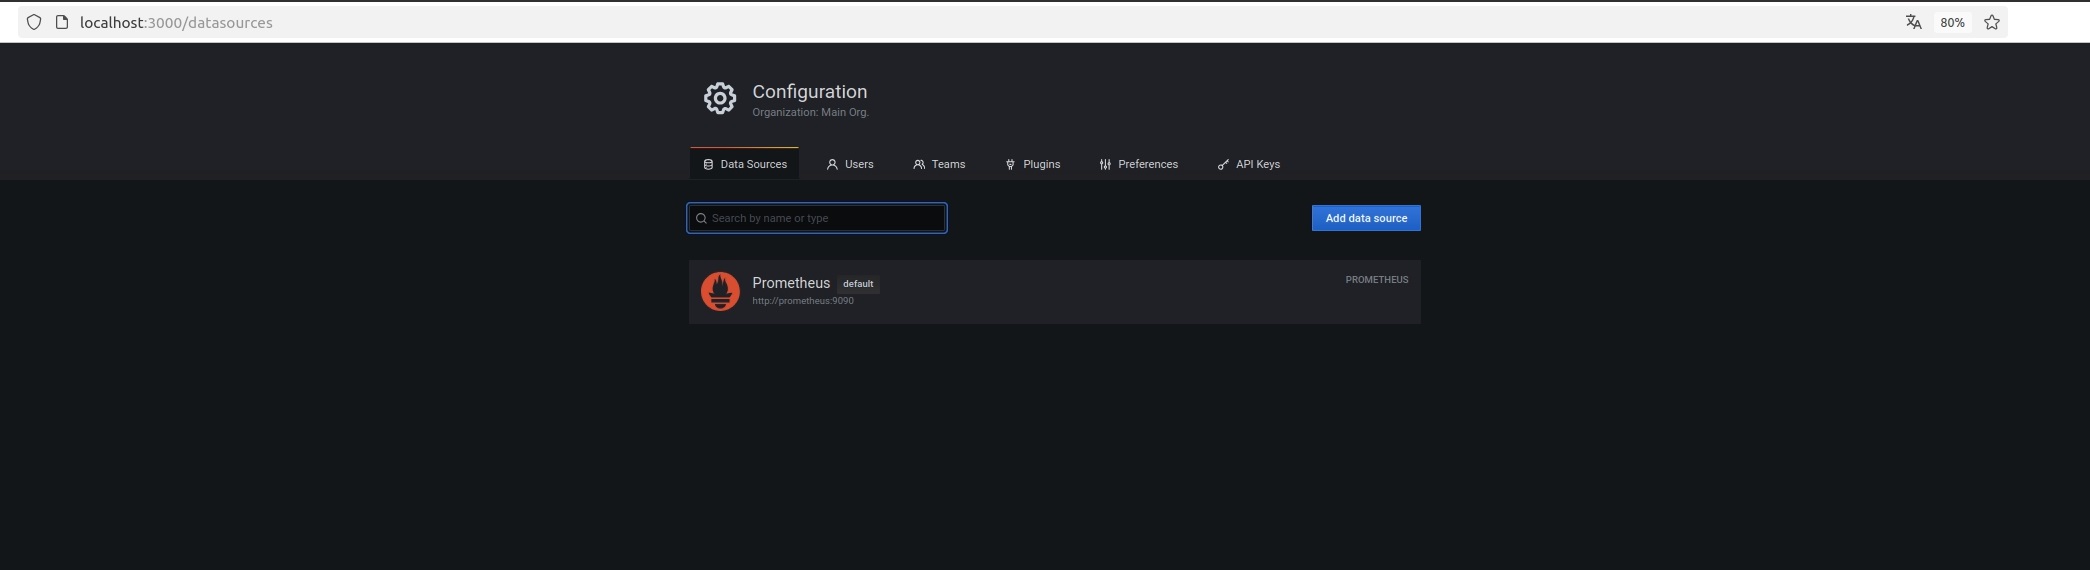 localhost:3000/datasources
80%
Configuration
Organization: Main Org.
Data Sources Users Teams Plugins Preferences API Keys
Search by name or type
Add data source
Prometheus default
PROMETHEUS
http://prometheus:9090